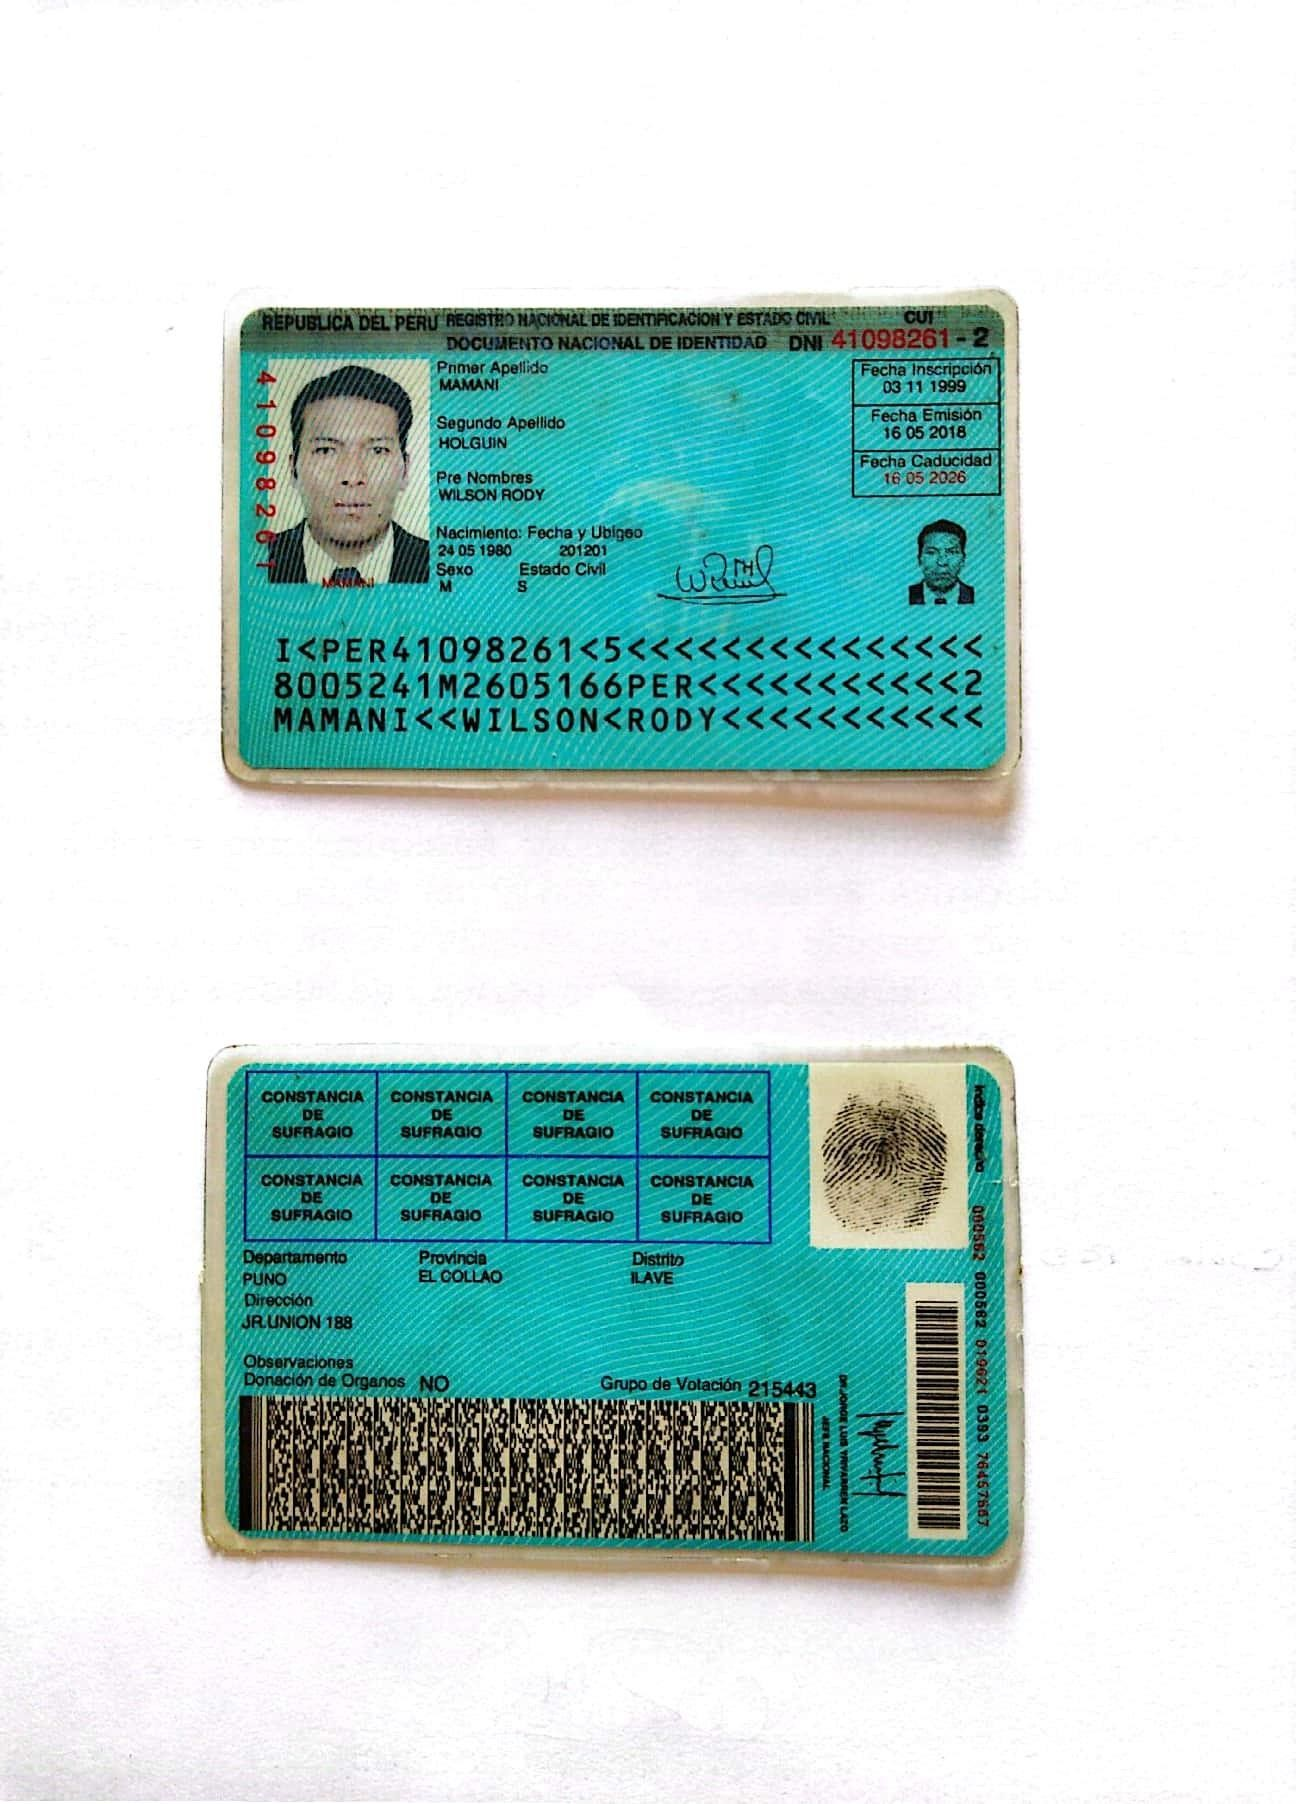 REPUBLICA DEL PERU REGISTRO NACIONAL DE IDENTIFICACION Y ESTADO CIVIL CUI
DOCUMENTO NACIONAL DE IDENTIDAD DNI 41098261 - 2
41098261
MAMANI
Primer Apellido
MAMANI
Segundo Apellido
HOLGUIN
Pre Nombres
WILSON RODY
Nacimiento: Fecha y Ubigeo
24 05 1980 201201
Sexo Estado Civil
M S
Fecha Inscripción
03 11 1999
Fecha Emisión
16 05 2018
Fecha Caducidad
16 05 2026
I<PER41098261<5<<<<<<<<<<<<<<<
8005241M2605166PER<<<<<<<<<<<2
MAMANI<<WILSON<RODY<<<<<<<<<<<
CONSTANCIA DE SUFRAGIO
CONSTANCIA DE SUFRAGIO
CONSTANCIA DE SUFRAGIO
CONSTANCIA DE SUFRAGIO
CONSTANCIA DE SUFRAGIO
CONSTANCIA DE SUFRAGIO
CONSTANCIA DE SUFRAGIO
CONSTANCIA DE SUFRAGIO
Indice derecho
Departamento Provincia Distrito
PUNO EL COLLAO ILAVE
Dirección
JR.UNION 188
Observaciones
Donación de Organos NO Grupo de Votación 215443
JEFE NACIONAL